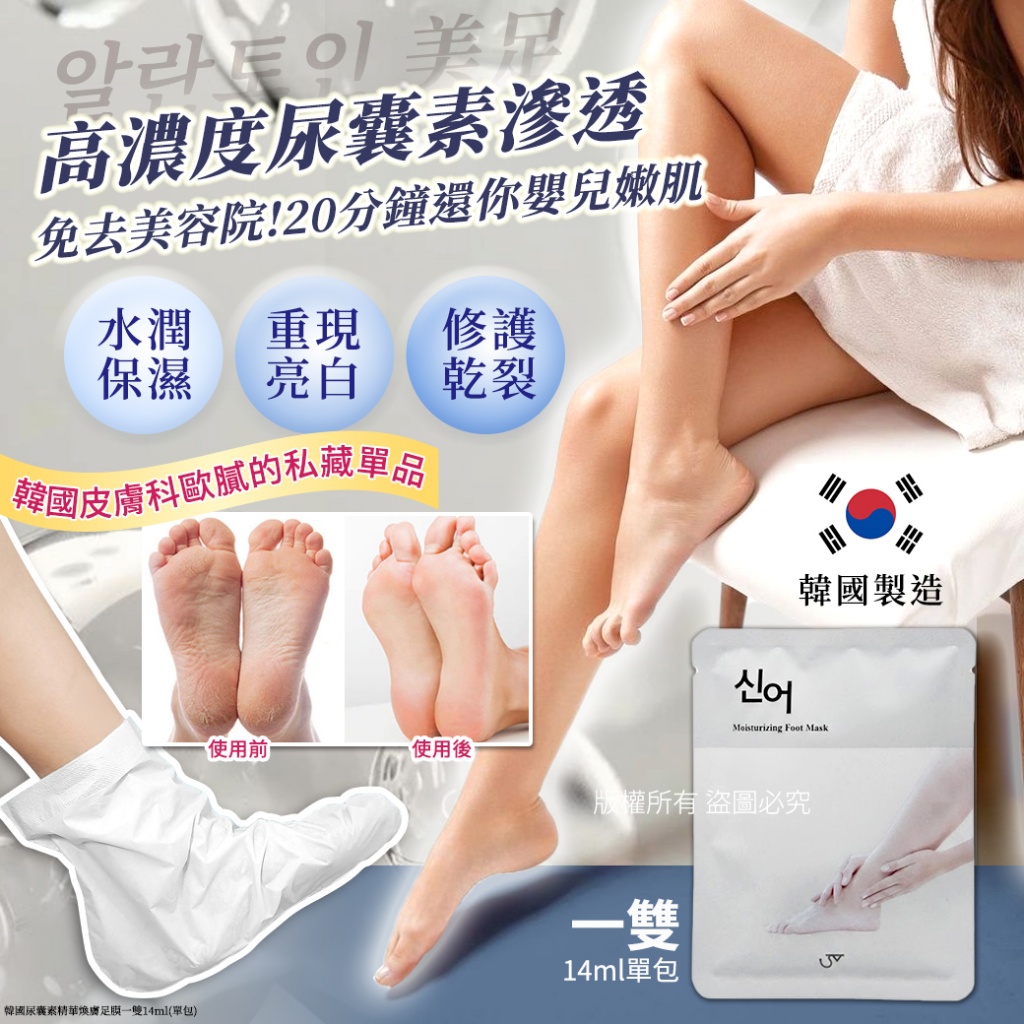 알란토인 美足
高濃度尿囊素滲透
免去美容院!20分鐘還你嬰兒嫩肌
水潤
保濕
重現
亮白
修護
乾裂
韓國皮膚科歐膩的私藏單品
使用前
使用後
韓國製造
신어
Moisturizing Foot Mask
版權所有 盜圖必究
一雙
14ml單包
韓國尿囊素精華煥膚足膜一雙14ml(單包)